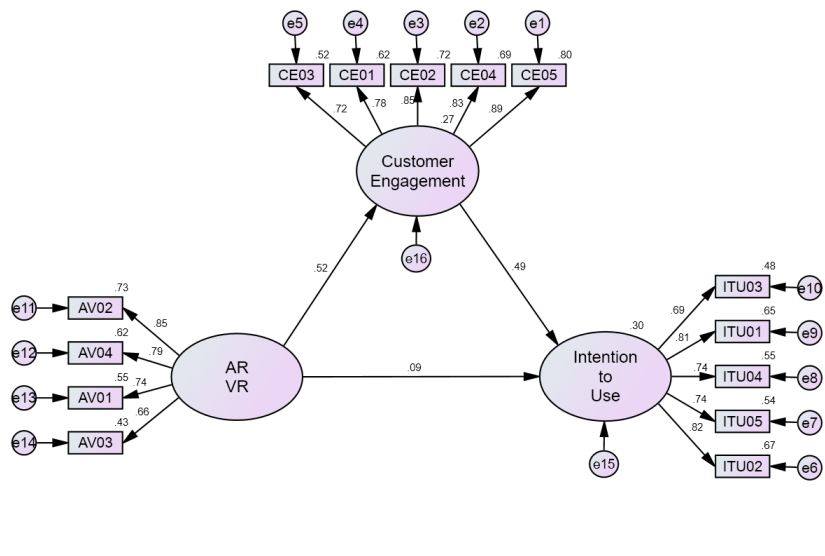 e5 e4 e3 e2 e1
.52 .62 .72 .69 .80
CE03 CE01 CE02 CE04 CE05
.72 .78 .85 .83 .89
.27
Customer
Engagement
e16
.52 .49
AR
VR
.09
.30
Intention
to
Use
e15
.73
e11 AV02
.85
.62
e12 AV04
.79
.55 .74
e13 AV01
.66
.43
e14 AV03
.48
ITU03 e10
.69
.65
ITU01 e9
.81
.55
.74 ITU04 e8
.74 .54
ITU05 e7
.82
.67
ITU02 e6